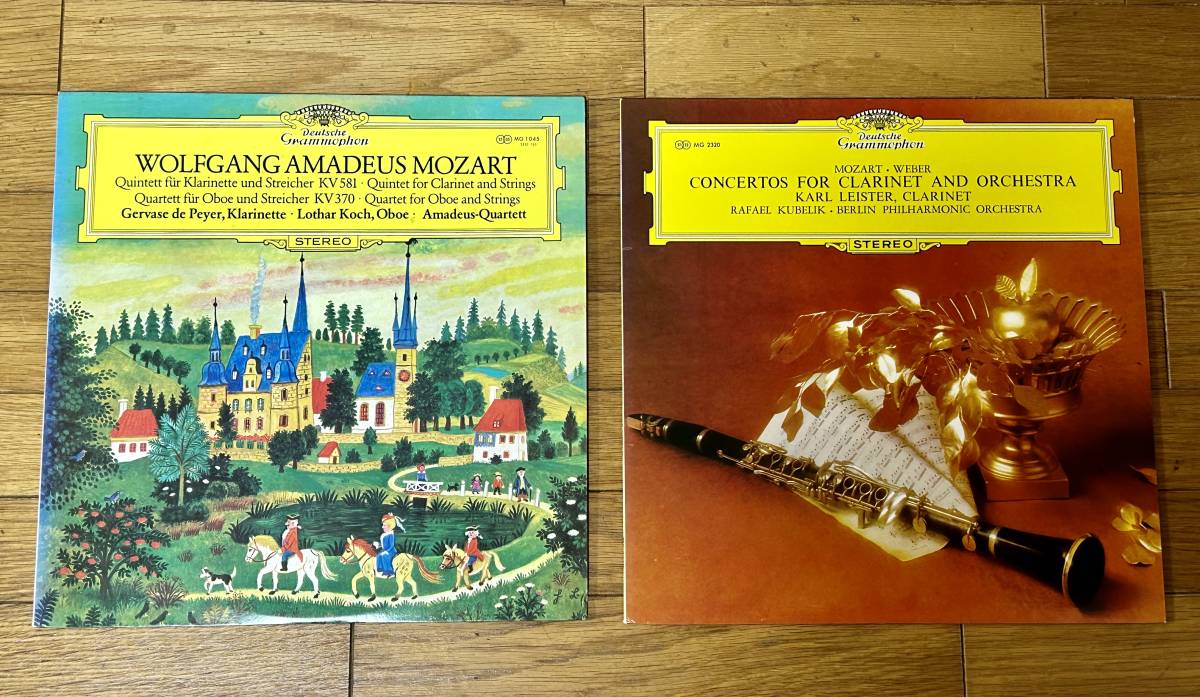 Deutsche
Grammophon
MG 1045
WOLFGANG AMADEUS MOZART
Quintett für Klarinette und Streicher KV 581 · Quintet for Clarinet and Strings
Quartett für Oboe und Streicher KV 370 · Quartet for Oboe and Strings
Gervase de Peyer, Klarinette · Lothar Koch, Oboe · Amadeus-Quartett
STEREO
Deutsche
Grammophon
MG 2320
MOZART · WEBER
CONCERTOS FOR CLARINET AND ORCHESTRA
KARL LEISTER, CLARINET
RAFAEL KUBELIK · BERLIN PHILHARMONIC ORCHESTRA
STEREO